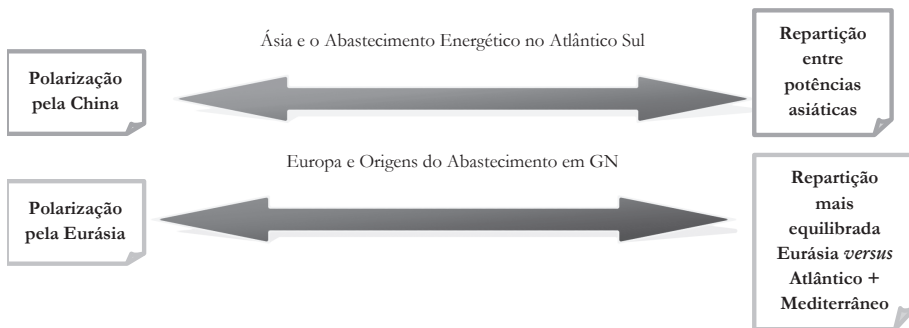 Ásia e o Abastecimento Energético no Atlântico Sul
Polarização
pela China
Repartição
entre
potências
asiáticas
Europa e Origens do Abastecimento em GN
Polarização
pela Eurásia
Repartição
mais
equilibrada
Eurásia versus
Atlântico +
Mediterrâneo